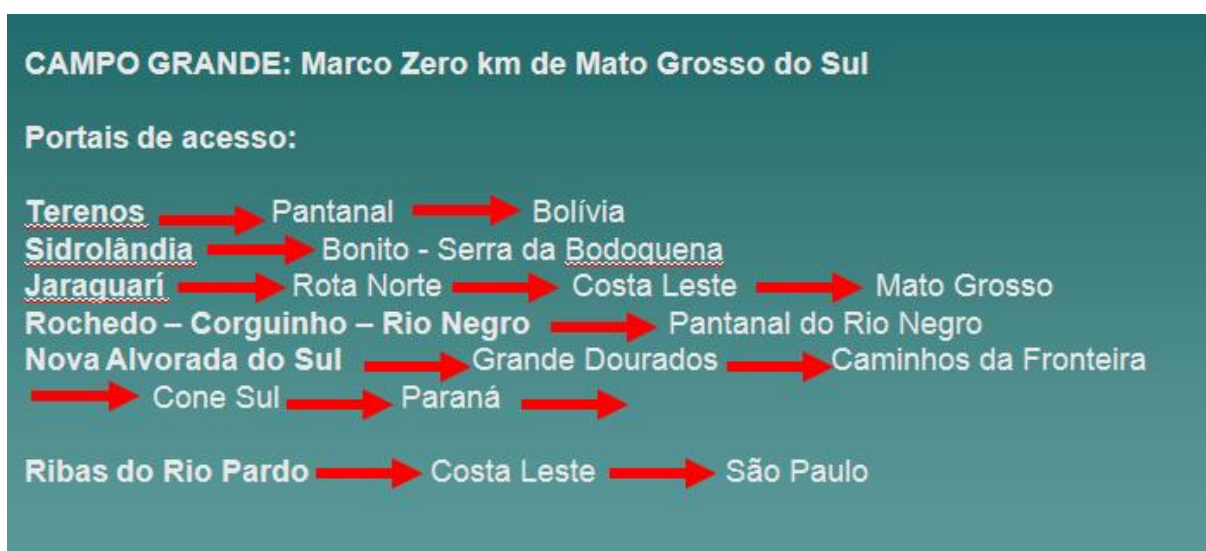 CAMPO GRANDE: Marco Zero km de Mato Grosso do Sul
Portais de acesso:
Terenos Pantanal Bolívia
Sidrolândia Bonito - Serra da Bodoquena
Jaraguarí Rota Norte Costa Leste Mato Grosso
Rochedo – Corguinho – Rio Negro Pantanal do Rio Negro
Nova Alvorada do Sul Grande Dourados Caminhos da Fronteira
Cone Sul Paraná
Ribas do Rio Pardo Costa Leste São Paulo